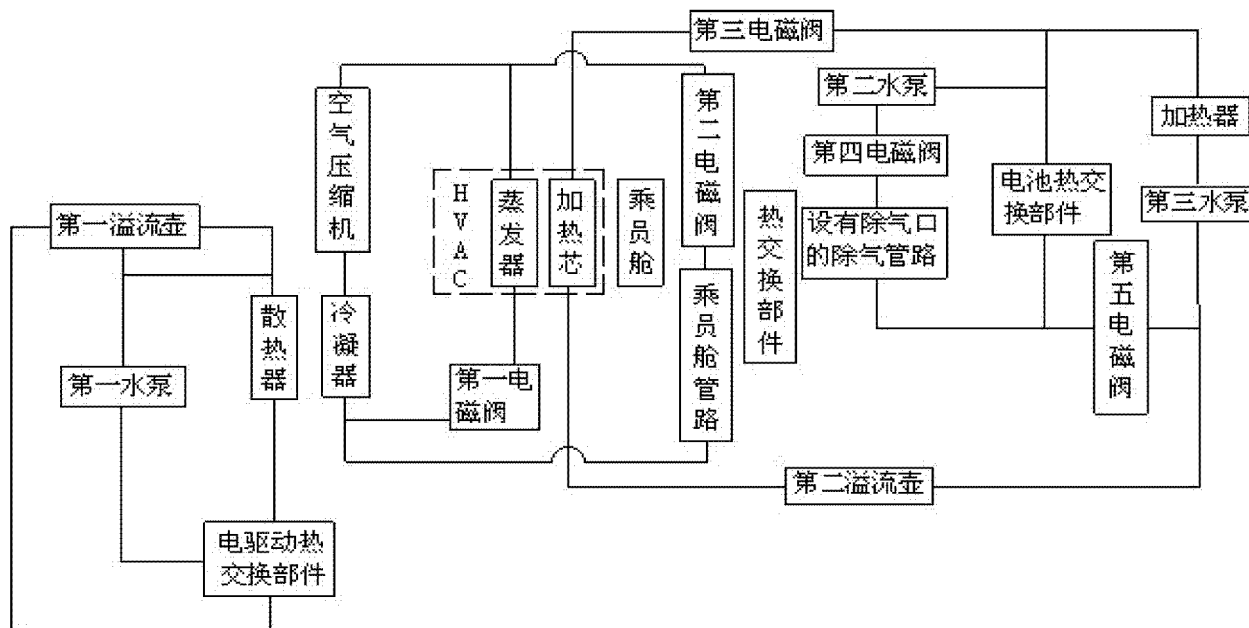 第三电磁阀
第二水泵
加热器
空气压缩机
第二电磁阀
第四电磁阀
HVAC
蒸发器
加热芯
乘员舱
热交换部件
电池热交
换部件
第三水泵
第一溢流壶
设有除气口
的除气管路
第五电磁阀
散热器
冷凝器
乘员舱管路
第一水泵
第一电
磁阀
第二溢流壶
电驱动热
交换部件